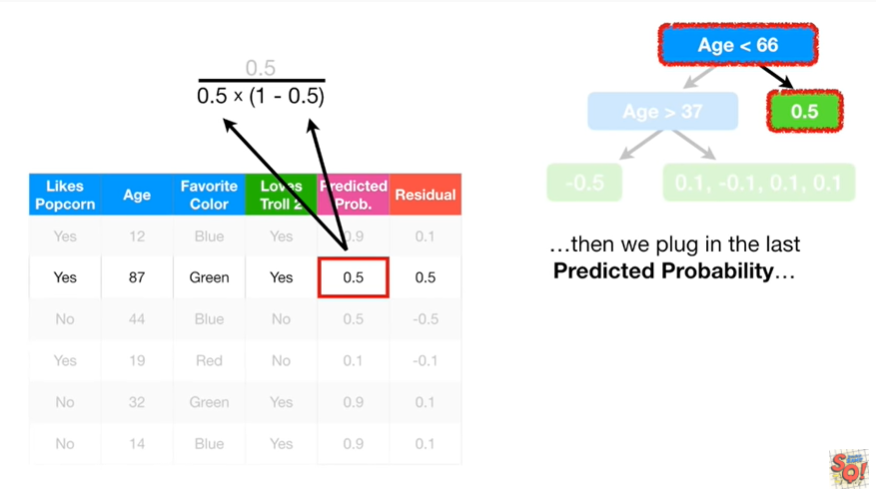 0.5
0.5 × (1 - 0.5)
Age < 66
Age > 37
0.5
-0.5
0.1, -0.1, 0.1, 0.1
...then we plug in the last
Predicted Probability...
Likes Popcorn Age Favorite Color Loves Troll 2 Predicted Prob. Residual
Yes 12 Blue Yes 0.9 0.1
Yes 87 Green Yes 0.5 0.5
No 44 Blue No 0.5 -0.5
Yes 19 Red No 0.1 -0.1
No 32 Green Yes 0.9 0.1
No 14 Blue Yes 0.9 0.1
SQ!